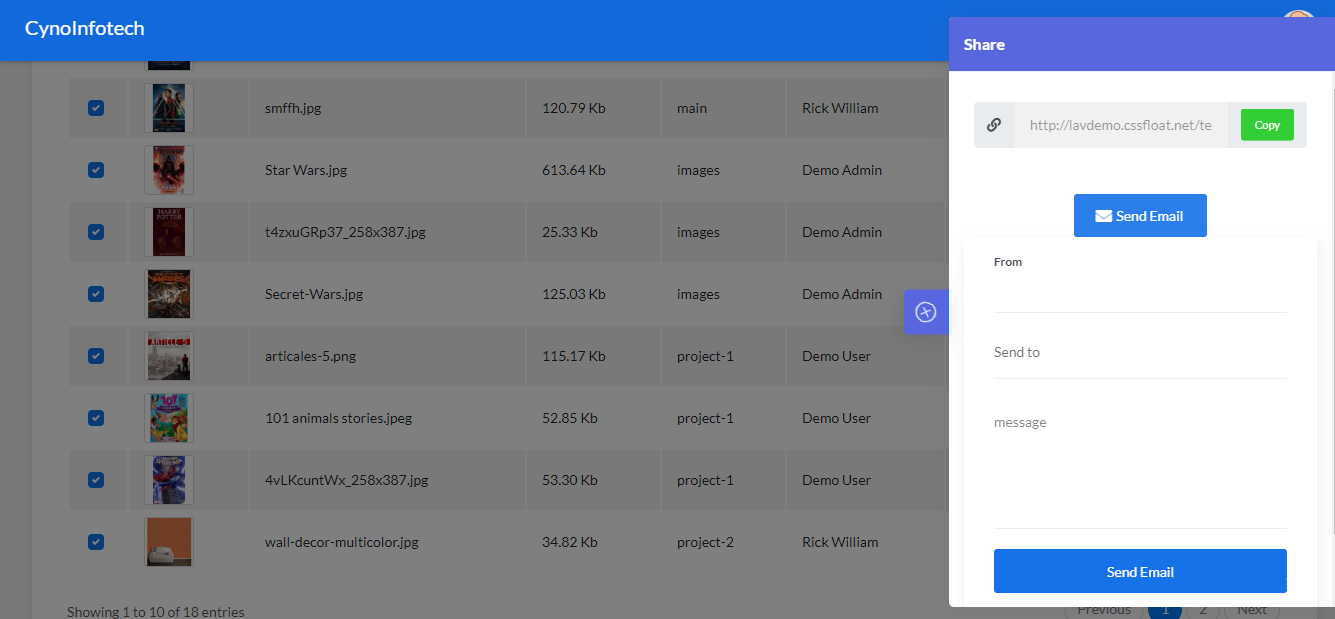 CynoInfotech
Share
smffh.jpg 120.79 Kb main Rick William
http://lavdemo.cssfloat.net/te Copy
Star Wars.jpg 613.64 Kb images Demo Admin
HARRY POTTER
t4zxuGRp37_258x387.jpg 25.33 Kb images Demo Admin
Send Email
From
Secret-Wars.jpg 125.03 Kb images Demo Admin
ARTICLE 5
articales-5.png 115.17 Kb project-1 Demo User
Send to
101 animals stories.jpeg 52.85 Kb project-1 Demo User
message
4vLKcuntWx_258x387.jpg 53.30 Kb project-1 Demo User
wall-decor-multicolor.jpg 34.82 Kb project-2 Rick William
Send Email
Showing 1 to 10 of 18 entries
Previous 1 2 Next